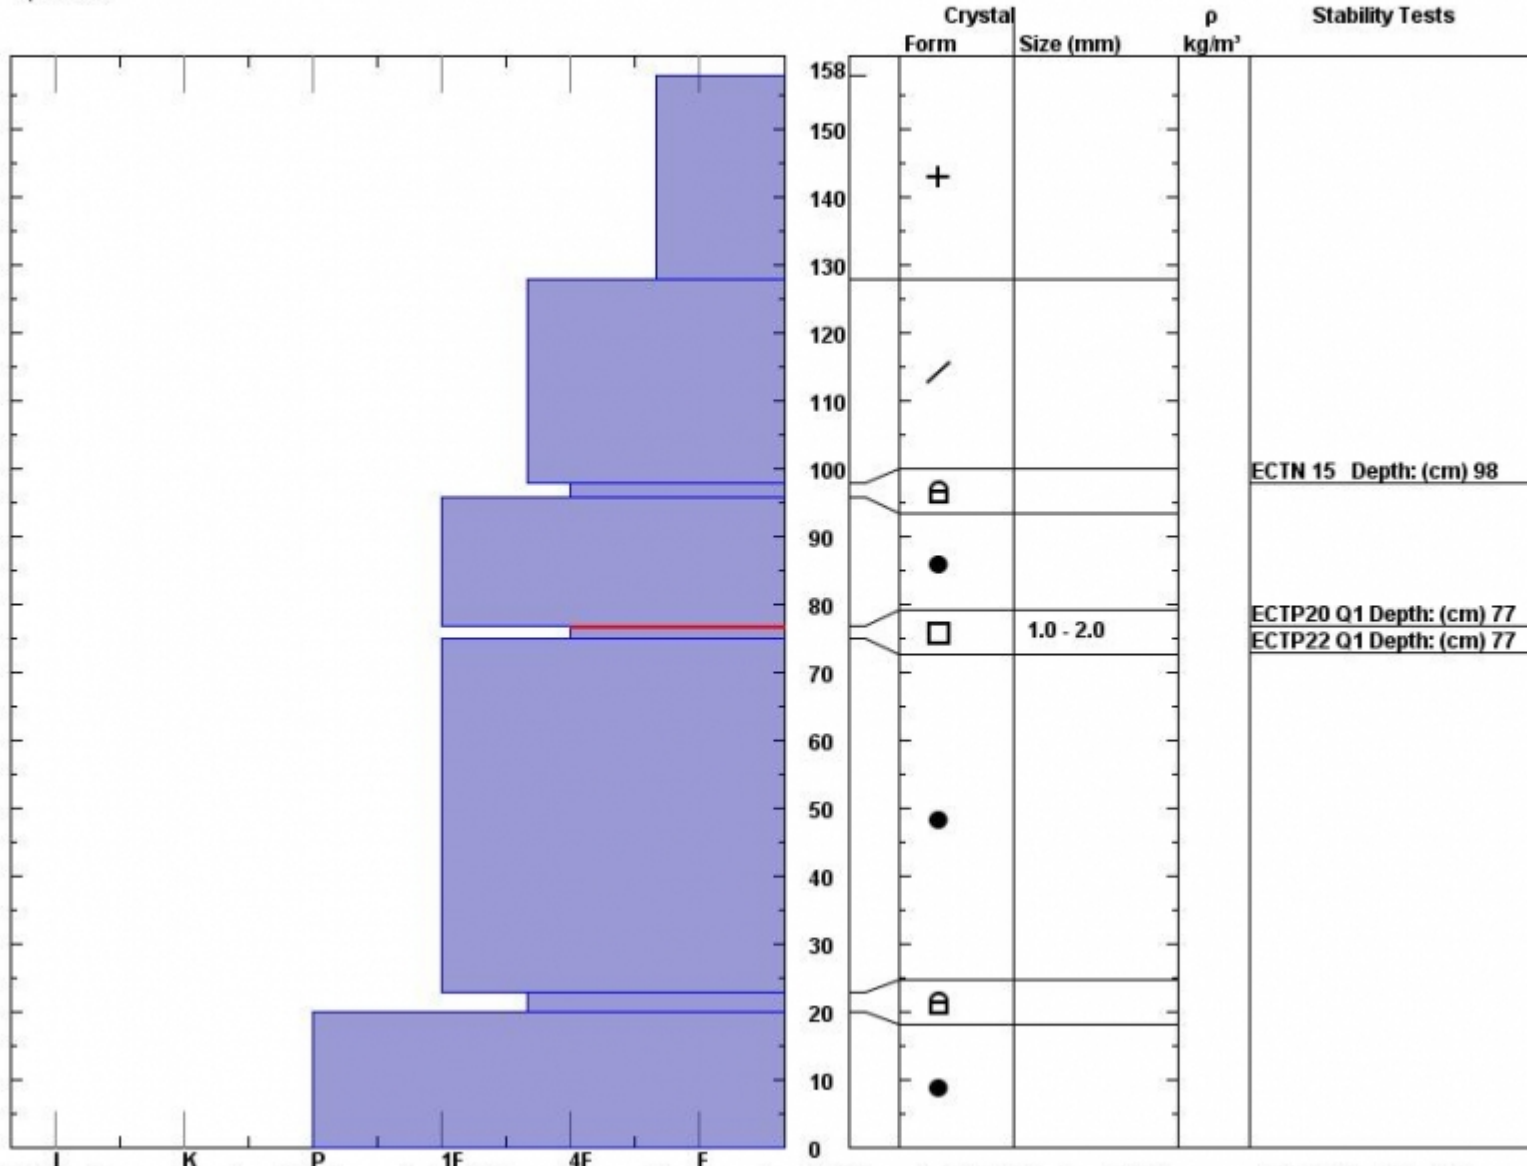 Crystal ρ Stability Tests
Form Size (mm) kg/m³
158
150
140
130
120
110
100 ECTN 15 Depth: (cm) 98
90
80 ECTP20 Q1 Depth: (cm) 77
1.0 - 2.0
ECTP22 Q1 Depth: (cm) 77
70
60
50
40
30
20
10
0
I K P 1F 4F F